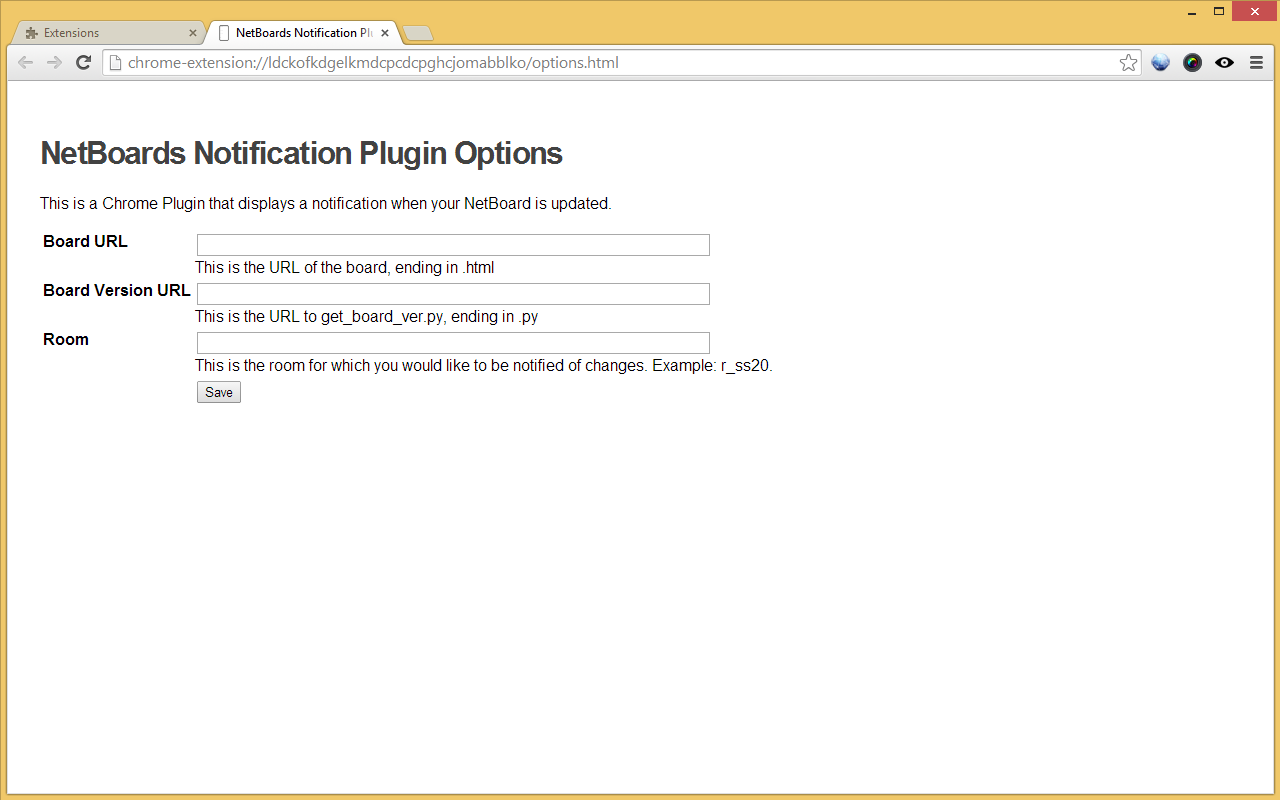 Extensions
NetBoards Notification Pl
chrome-extension://ldckofkdgelkmdcpcdcpghcjomabblko/options.html
NetBoards Notification Plugin Options
This is a Chrome Plugin that displays a notification when your NetBoard is updated.
Board URL
This is the URL of the board, ending in .html
Board Version URL
This is the URL to get_board_ver.py, ending in .py
Room
This is the room for which you would like to be notified of changes. Example: r_ss20.
Save